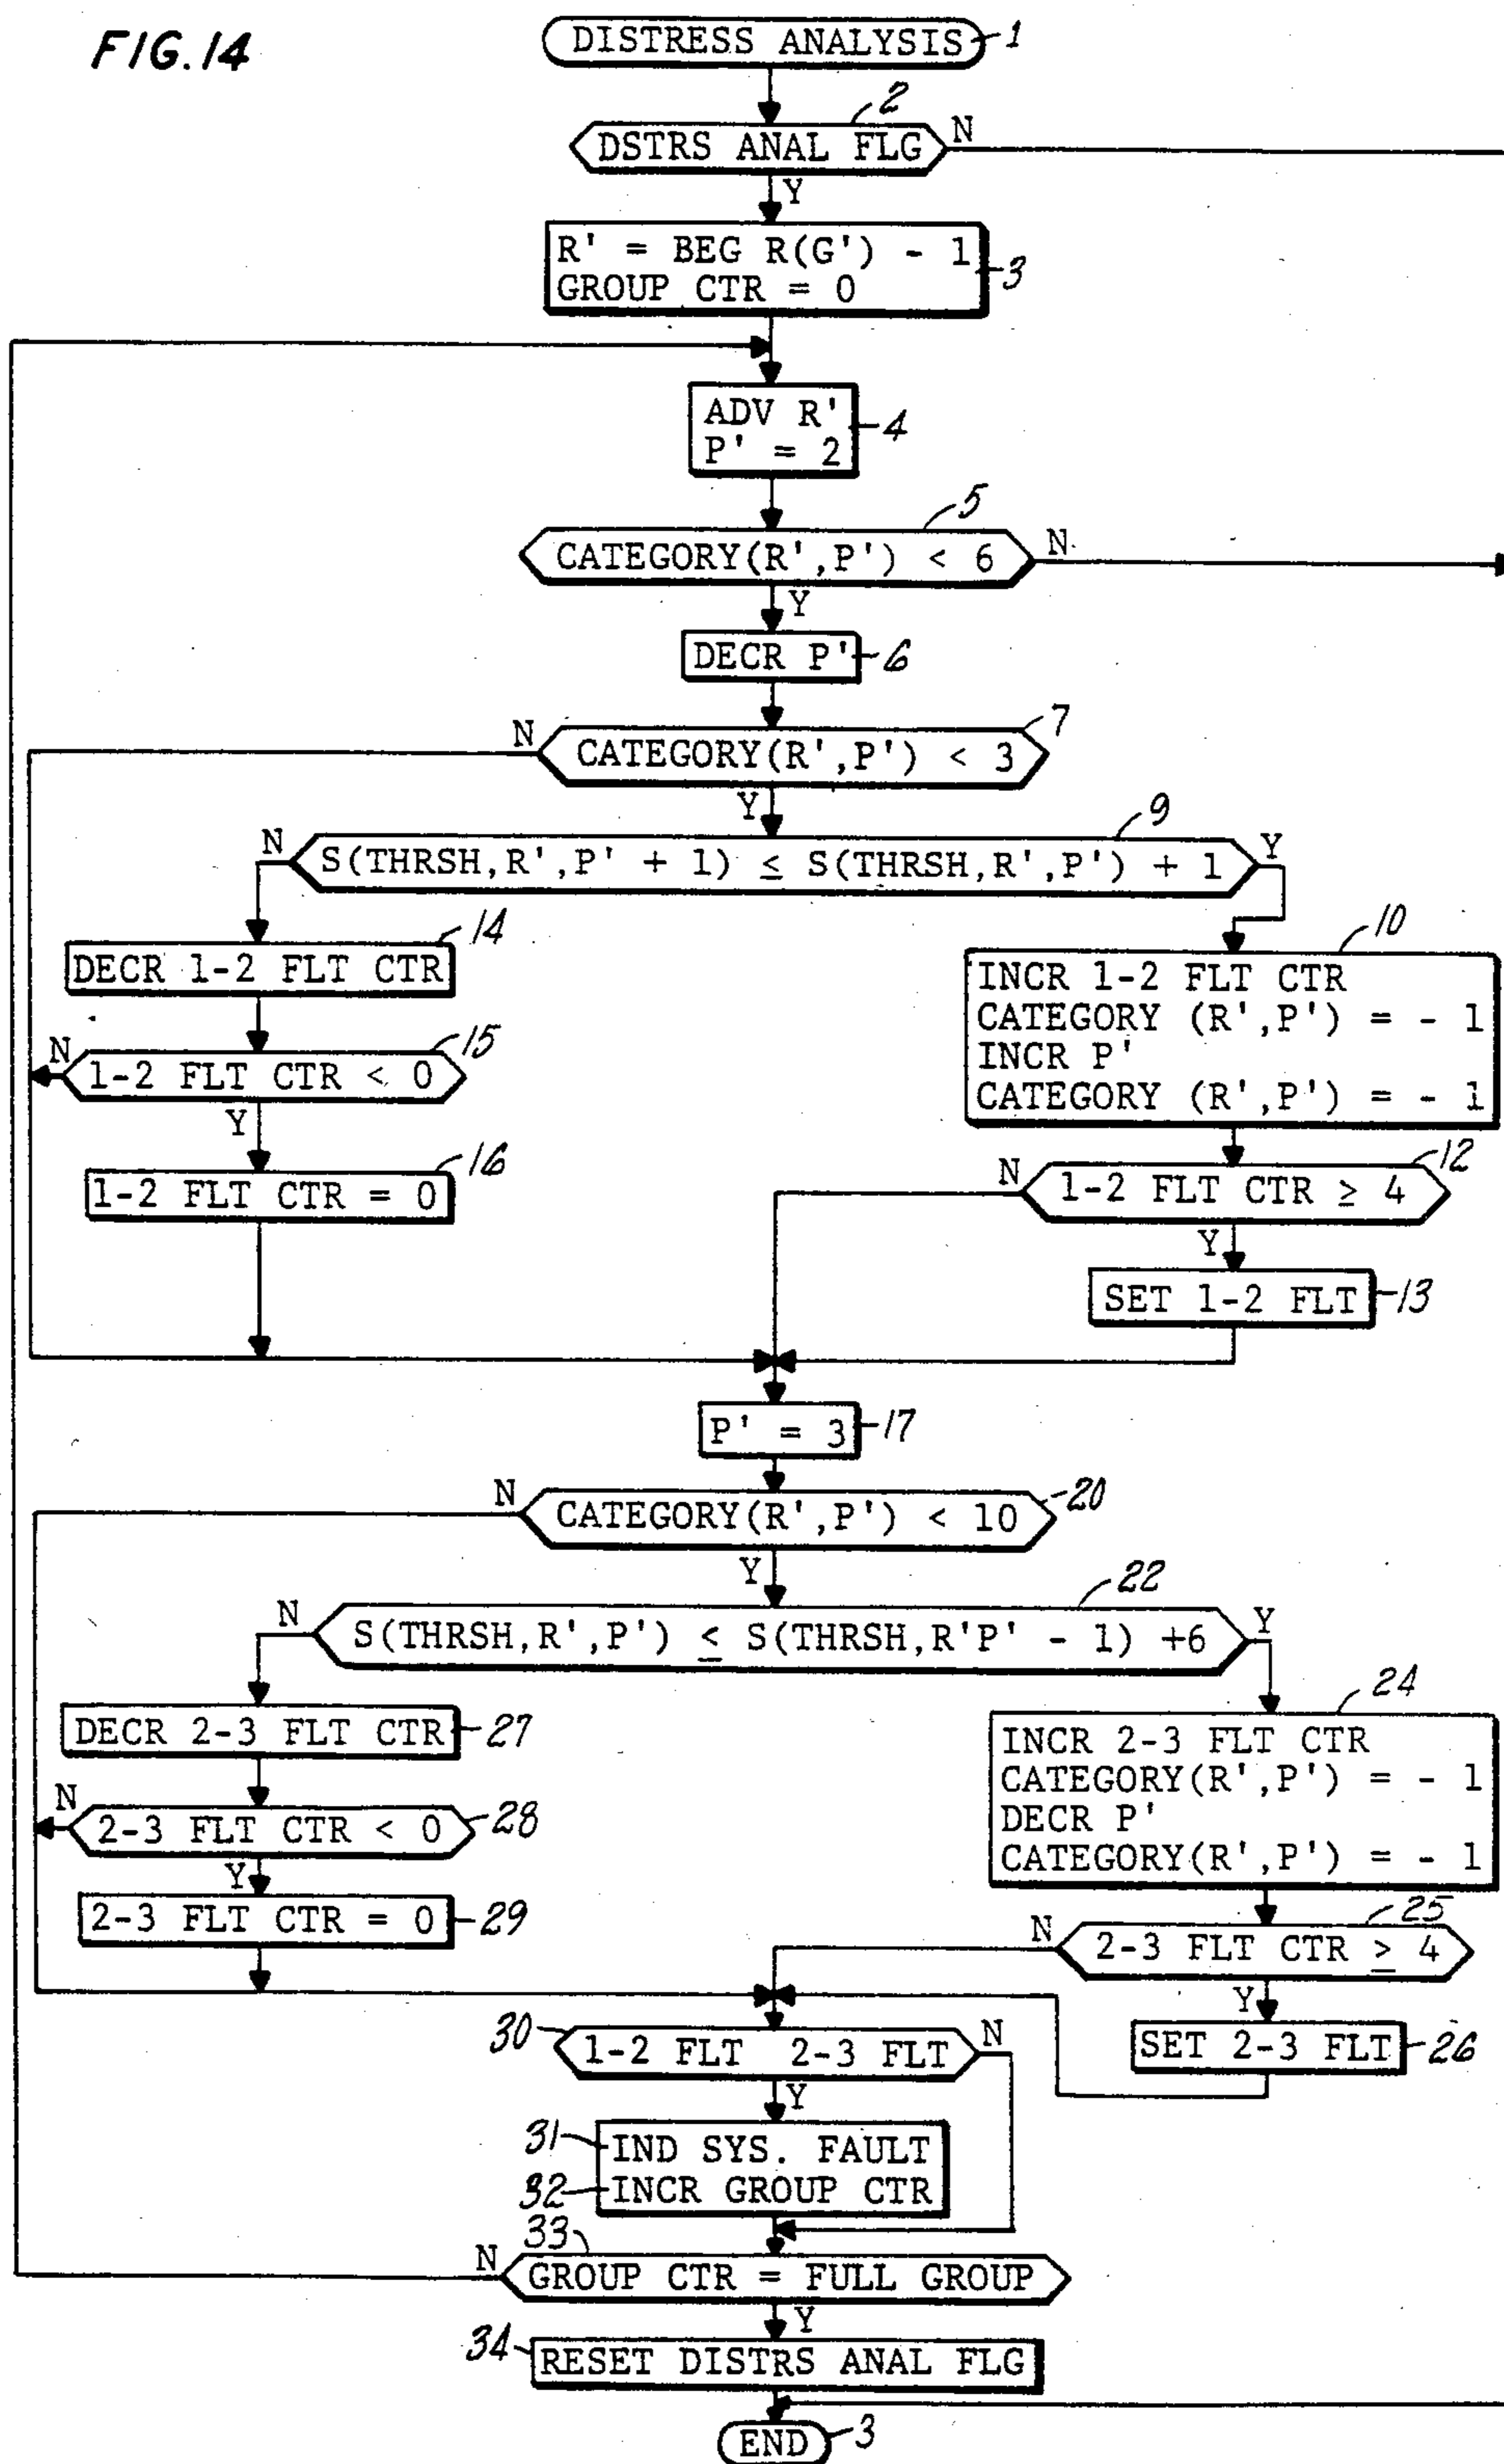 FIG.14
DISTRESS ANALYSIS 1
2
DSTRS ANAL FLG N
Y
R' = BEG R(G') - 1
GROUP CTR = 0
3
ADV R'
P' = 2
4
5
CATEGORY(R',P') < 6 N
Y
DECR P' 6
7
N CATEGORY(R',P') < 3
Y
9
N S(THRSH,R',P' + 1) ≤ S(THRSH,R',P') + 1 Y
14
DECR 1-2 FLT CTR
10
INCR 1-2 FLT CTR
CATEGORY (R',P') = - 1
INCR P'
CATEGORY (R',P') = - 1
15
N 1-2 FLT CTR < 0
Y
16
1-2 FLT CTR = 0
12
N 1-2 FLT CTR ≥ 4
Y
SET 1-2 FLT 13
P' = 3 17
N CATEGORY(R',P') < 10 20
Y
22
N S(THRSH,R',P') ≤ S(THRSH,R'P' - 1) +6 Y
DECR 2-3 FLT CTR 27
24
INCR 2-3 FLT CTR
CATEGORY(R',P') = - 1
DECR P'
CATEGORY(R',P') = - 1
N 2-3 FLT CTR < 0 28
Y
2-3 FLT CTR = 0 29
25
N 2-3 FLT CTR ≥ 4
Y
SET 2-3 FLT 26
30 1-2 FLT 2-3 FLT N
Y
31 IND SYS. FAULT
32 INCR GROUP CTR
33
N GROUP CTR = FULL GROUP
Y
34 RESET DISTRS ANAL FLG
END 3